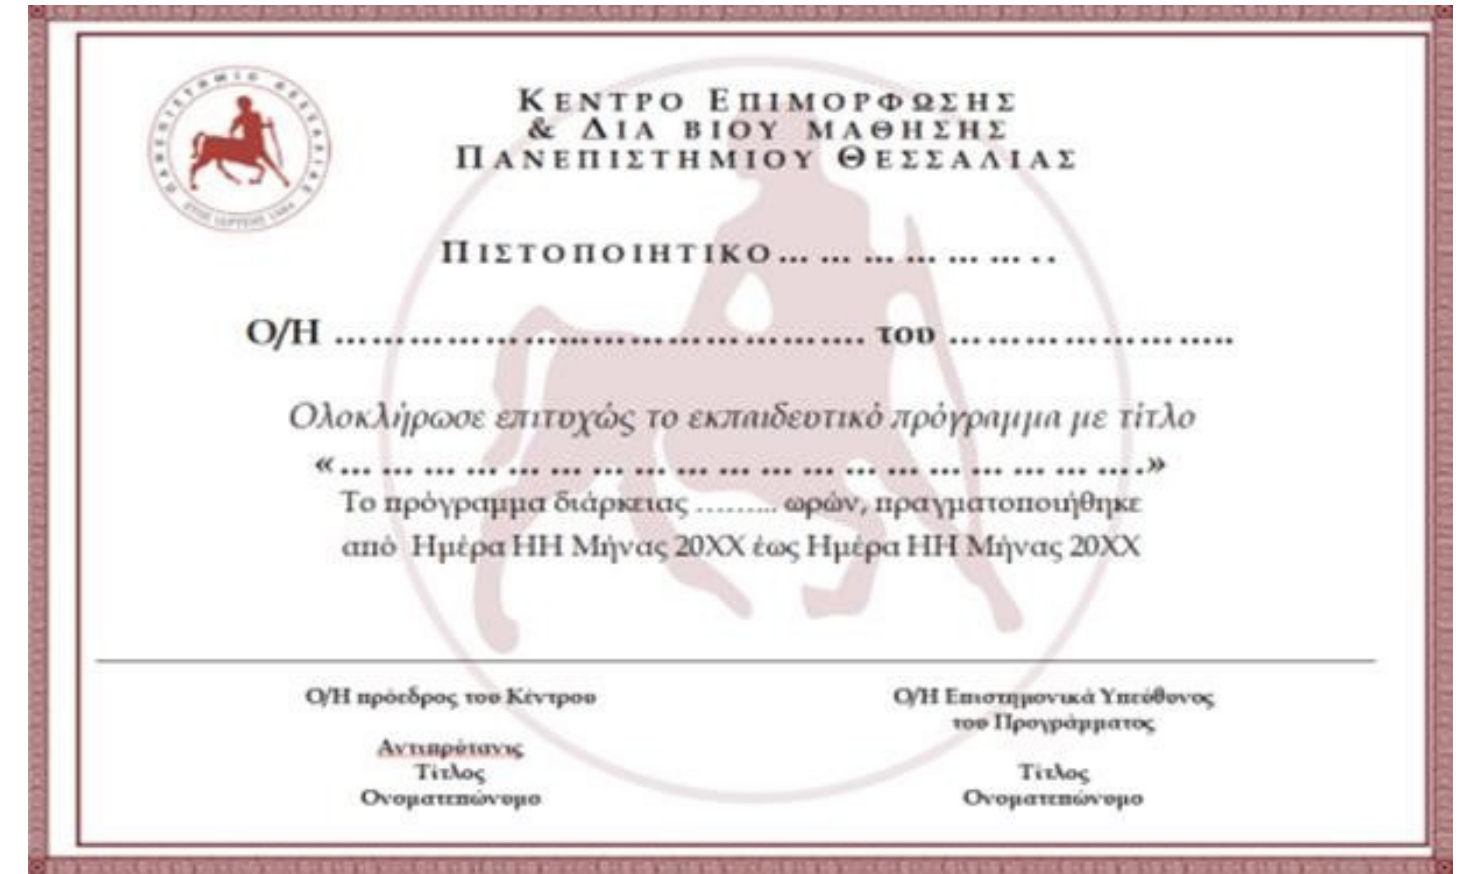 ΠΑΝΕΠΙΣΤΗΜΙΟ ΘΕΣΣΑΛΙΑΣ
ΚΕΝΤΡΟ ΕΠΙΜΟΡΦΩΣΗΣ
& ΔΙΑ ΒΙΟΥ ΜΑΘΗΣΗΣ
ΠΑΝΕΠΙΣΤΗΜΙΟΥ ΘΕΣΣΑΛΙΑΣ
ΠΙΣΤΟΠΟΙΗΤΙΚΟ… … … … … … . .
Ο/Η …………………………………………… του ……………………..
Ολοκλήρωσε επιτυχώς το εκπαιδευτικό πρόγραμμα με τίτλο
«… … … … … … … … … … … … … … … … … … ….»
Το πρόγραμμα διάρκειας ……... ωρών, πραγματοποιήθηκε
από Ημέρα ΗΗ Μήνας 20ΧΧ έως Ημέρα ΗΗ Μήνας 20ΧΧ
Ο/Η πρόεδρος του Κέντρου
Αντιπρύτανις
Τίτλος
Ονοματεπώνυμο
Ο/Η Επιστημονικά Υπεύθυνος
του Προγράμματος
Τίτλος
Ονοματεπώνυμο